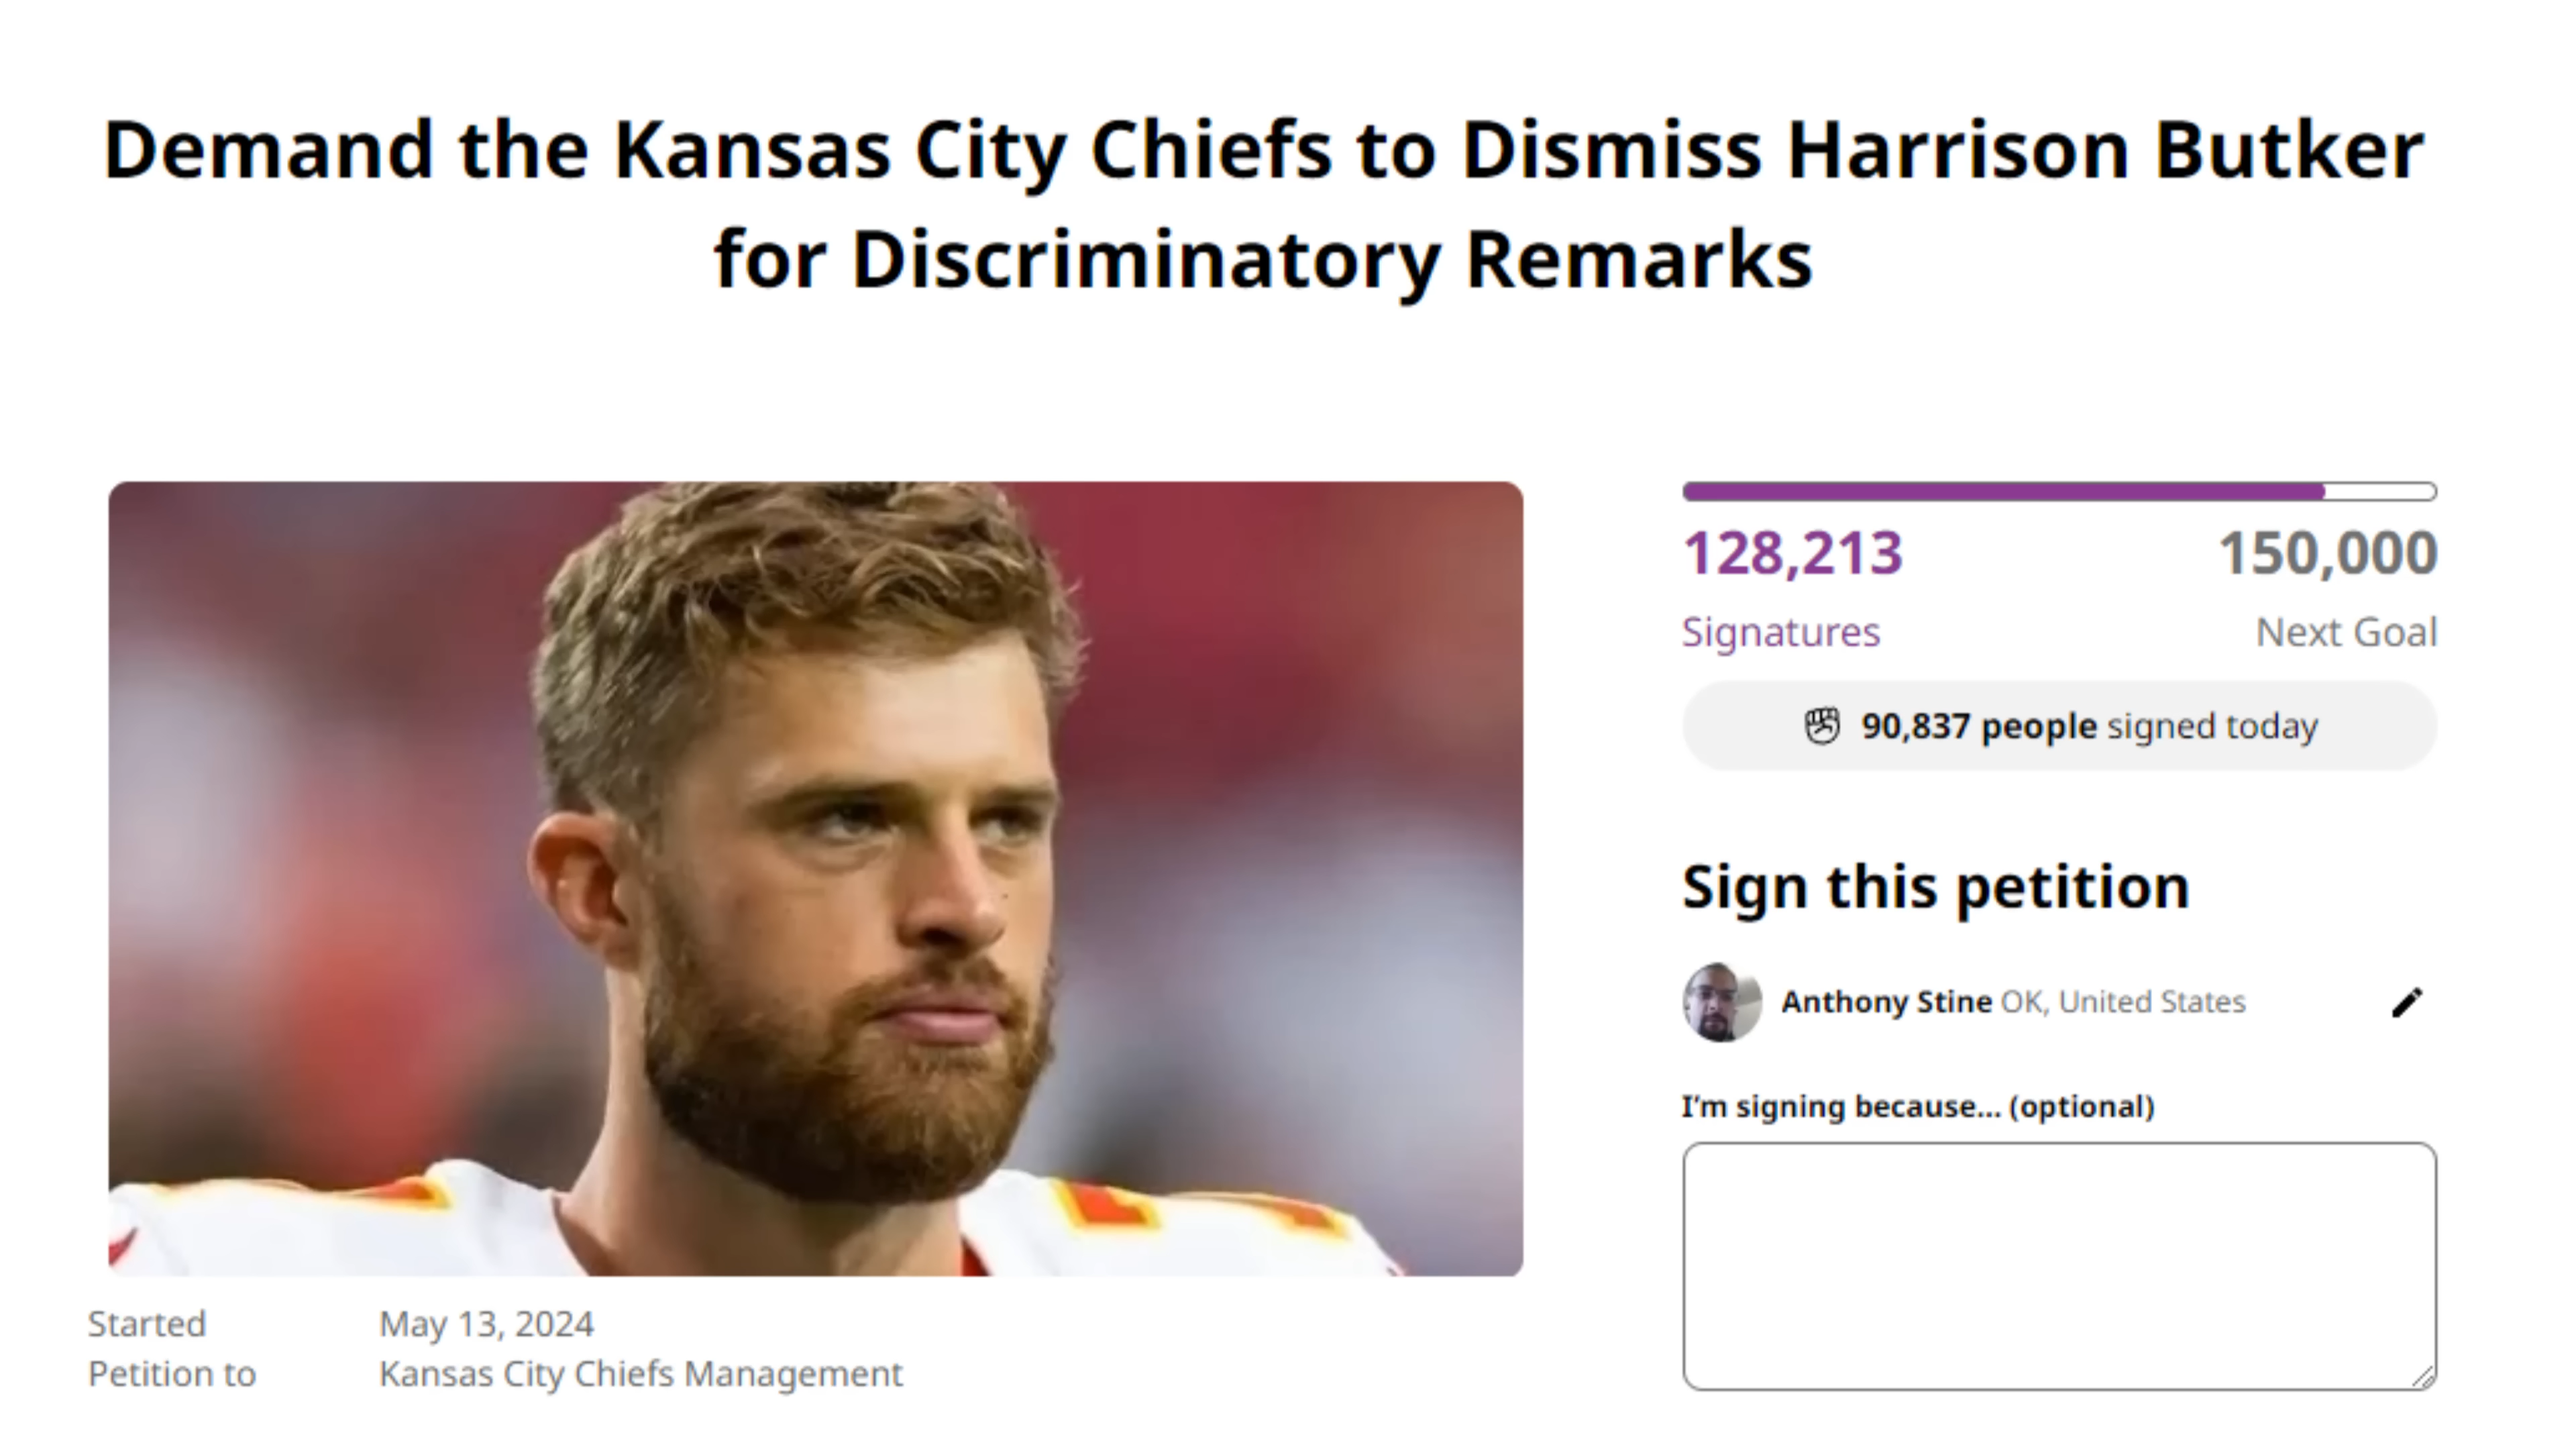 Demand the Kansas City Chiefs to Dismiss Harrison Butker
for Discriminatory Remarks
128,213
150,000
Signatures
Next Goal
90,837 people signed today
Sign this petition
Anthony Stine OK, United States
I'm signing because... (optional)
Started May 13, 2024
Petition to Kansas City Chiefs Management